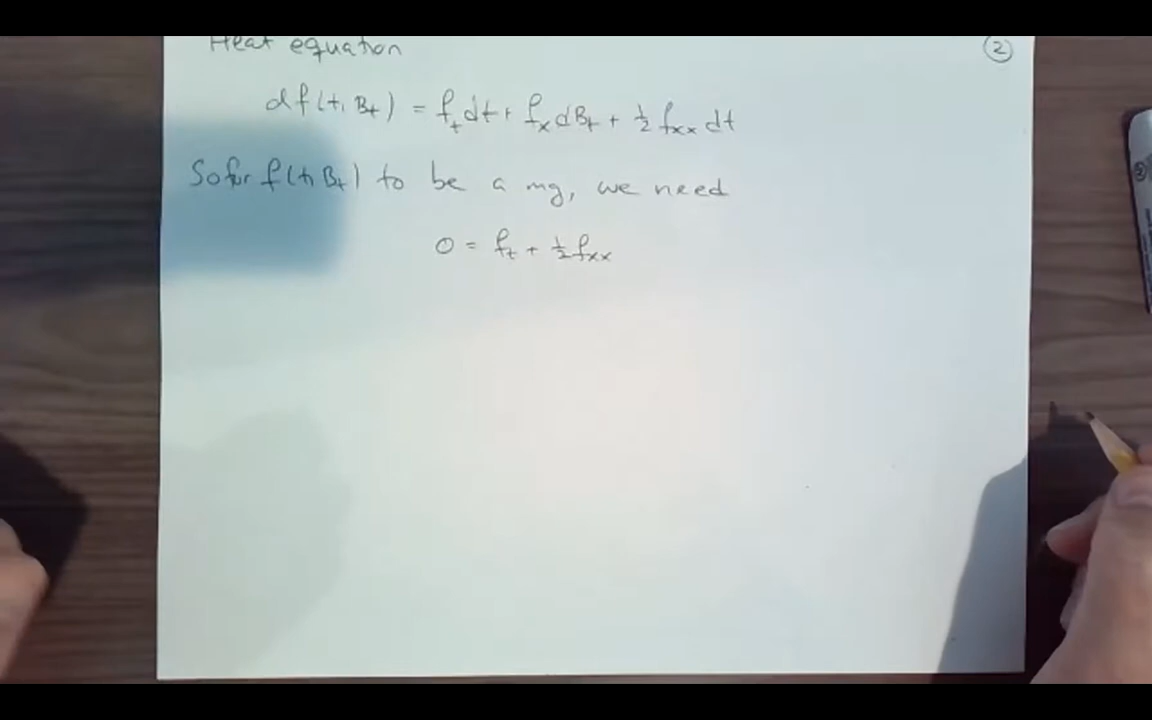 Heat equation
②
df(t, B_t) = f_t dt + f_x dB_t + ½ f_xx dt
So for f(t, B_t) to be a mg, we need
0 = f_t + ½ f_xx